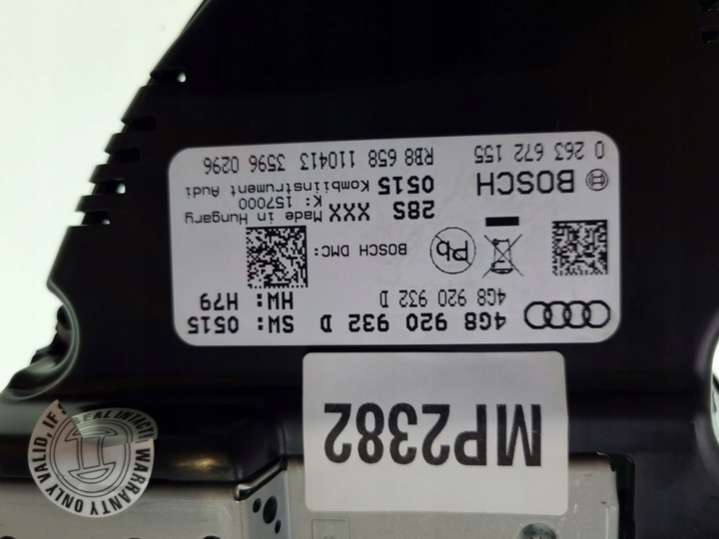 4G8 920 932 D SW: 0515
4G8 920 932 D HW: H79
BOSCH DMC:
Pb
28S XXX Made in Hungary
K: 157000
BOSCH 0515 Kombiinstrument Audi
0 263 672 155 RB8 658 110413 3596 0296
MP2382
WARRANTY ONLY VALID, IF SEAL INTACT